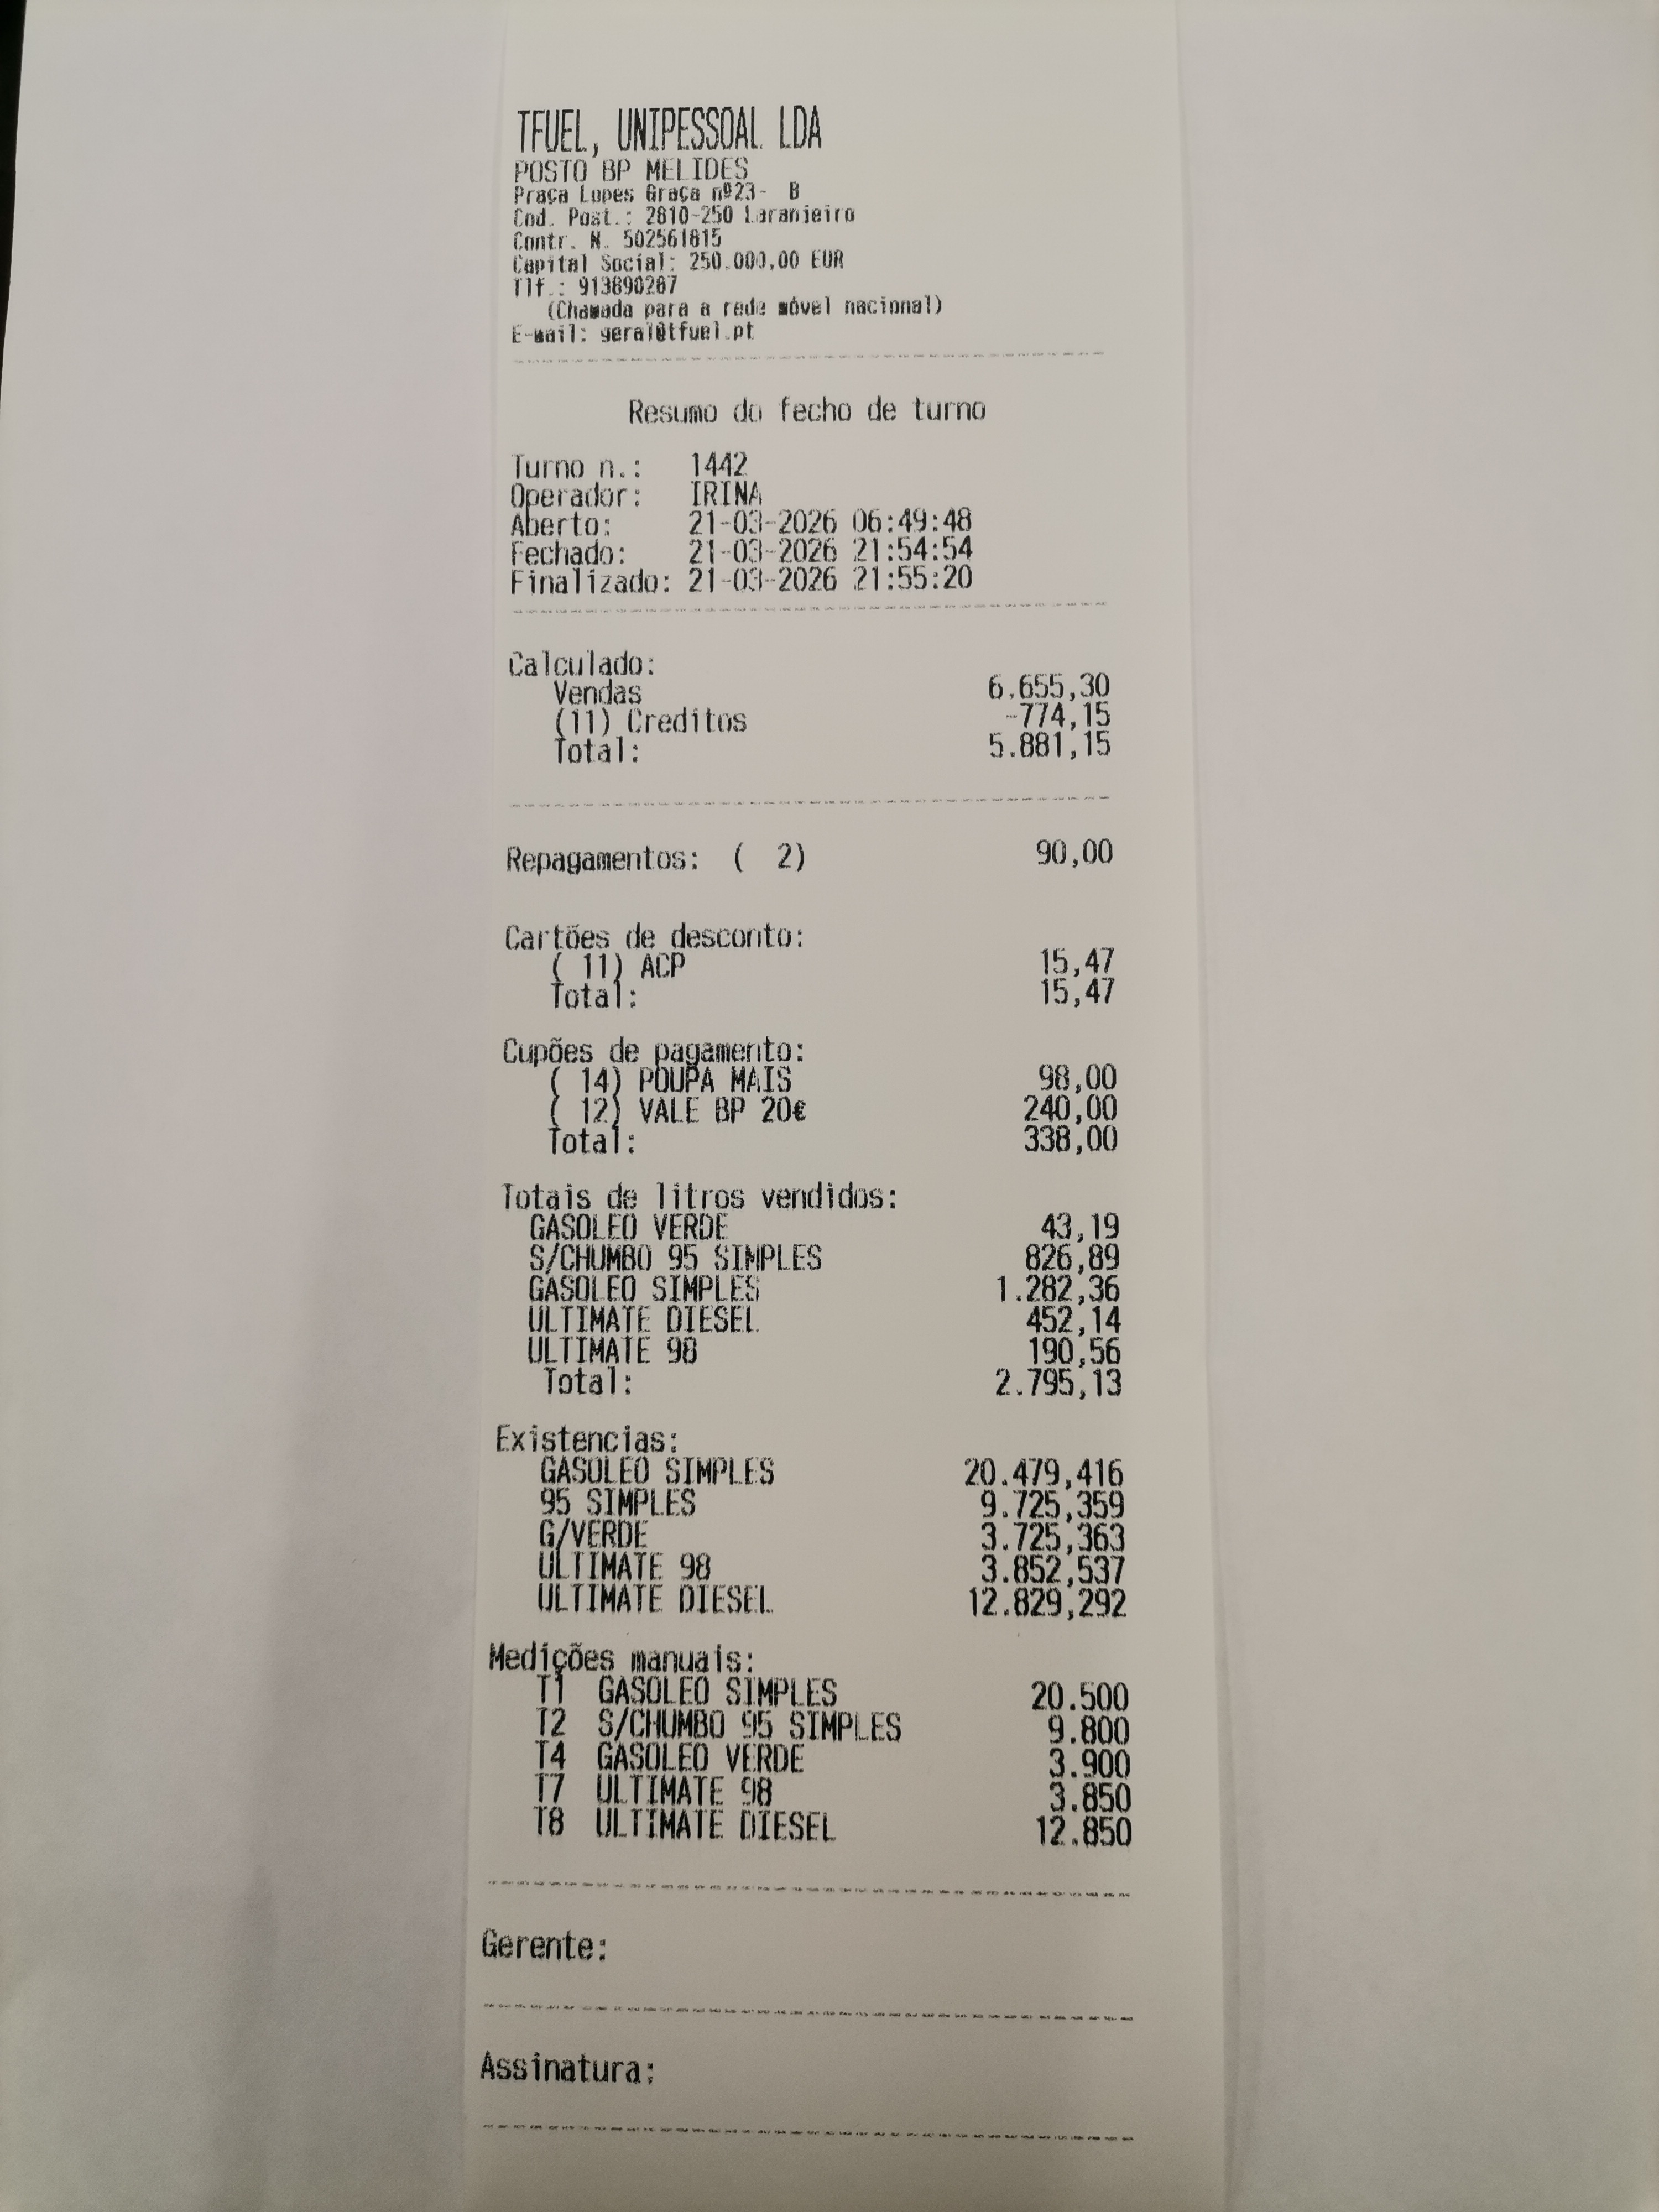 TFUEL, UNIPESSOAL LDA
POSTO BP MELIDES
Praça Lopes Graça nº23- B
Cod. Post.: 2810-250 Laranjeiro
Contr. N. 502561815
Capital Social: 250.000,00 EUR
Tlf.: 913890287
(Chamada para a rede móvel nacional)
E-mail: geral@tfuel.pt
Resumo do fecho de turno
Turno n.: 1442
Operador: IRINA
Aberto: 21-03-2026 06:49:48
Fechado: 21-03-2026 21:54:54
Finalizado: 21-03-2026 21:55:20
Calculado:
Vendas 6.655,30
(11) Creditos -774,15
Total: 5.881,15
Repagamentos: ( 2) 90,00
Cartões de desconto:
( 11) ACP 15,47
Total: 15,47
Cupões de pagamento:
( 14) POUPA MAIS 98,00
( 12) VALE BP 20€ 240,00
Total: 338,00
Totais de litros vendidos:
GASOLEO VERDE 43,19
S/CHUMBO 95 SIMPLES 826,89
GASOLEO SIMPLES 1.282,36
ULTIMATE DIESEL 452,14
ULTIMATE 98 190,56
Total: 2.795,13
Existencias:
GASOLEO SIMPLES 20.479,416
95 SIMPLES 9.725,359
G/VERDE 3.725,363
ULTIMATE 98 3.852,537
ULTIMATE DIESEL 12.829,292
Medições manuais:
T1 GASOLEO SIMPLES 20.500
T2 S/CHUMBO 95 SIMPLES 9.800
T4 GASOLEO VERDE 3.900
T7 ULTIMATE 98 3.850
T8 ULTIMATE DIESEL 12.850
Gerente:
Assinatura: